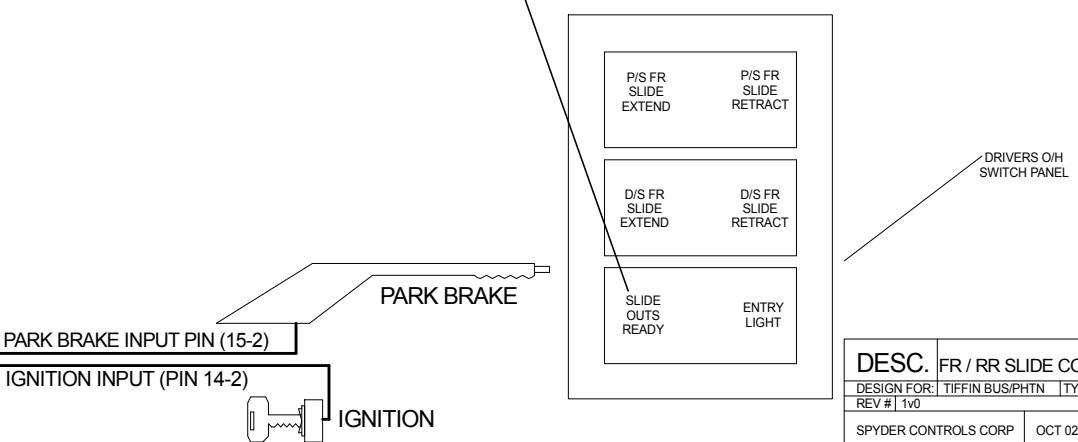 P/S FR
SLIDE
EXTEND
P/S FR
SLIDE
RETRACT
D/S FR
SLIDE
EXTEND
D/S FR
SLIDE
RETRACT
SLIDE
OUTS
READY
ENTRY
LIGHT
DRIVERS O/H
SWITCH PANEL
PARK BRAKE
PARK BRAKE INPUT PIN (15-2)
IGNITION INPUT (PIN 14-2)
IGNITION
DESC. FR / RR SLIDE CO
DESIGN FOR: TIFFIN BUS/PHTN TY
REV # 1v0
SPYDER CONTROLS CORP OCT 02